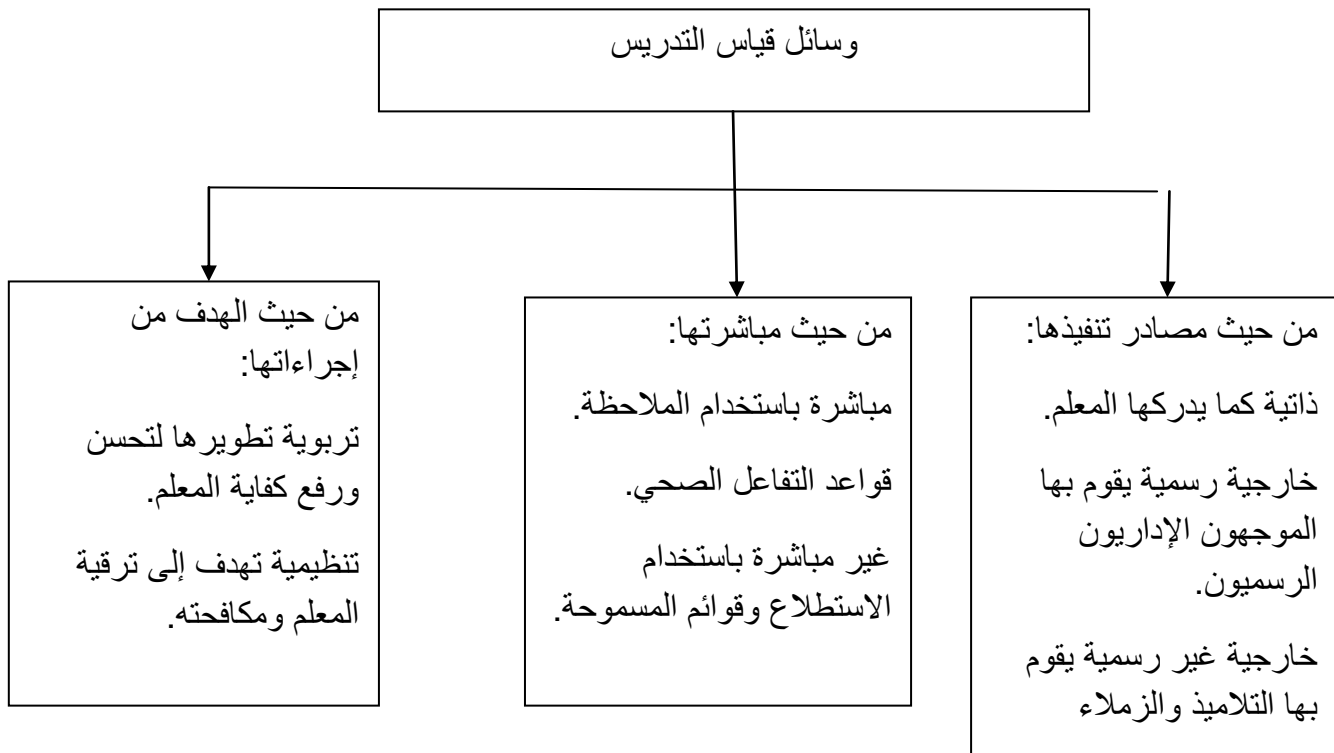 وسائل قياس التدريس
من حيث مصادر تنفيذها:
ذاتية كما يدركها المعلم.
خارجية رسمية يقوم بها
الموجهون الإداريون
الرسميون.
خارجية غير رسمية يقوم
بها التلاميذ والزملاء
من حيث مباشرتها:
مباشرة باستخدام الملاحظة.
قواعد التفاعل الصحي.
غير مباشرة باستخدام
الاستطلاع وقوائم المسموحة.
من حيث الهدف من
إجراءاتها:
تربوية تطويرها لتحسن
ورفع كفاية المعلم.
تنظيمية تهدف إلى ترقية
المعلم ومكافحته.